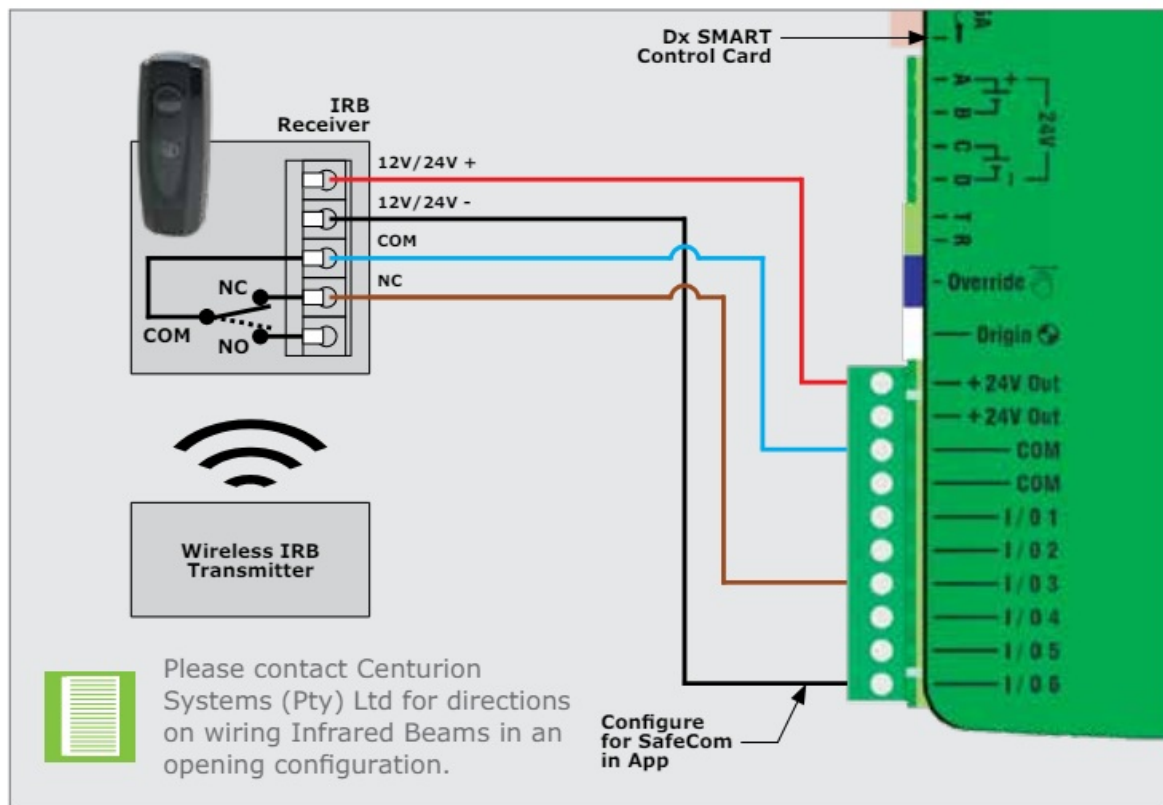 Dx SMART
Control Card
IRB
Receiver
12V/24V +
12V/24V -
COM
NC
NC
COM
NO
Wireless IRB
Transmitter
Please contact Centurion
Systems (Pty) Ltd for directions
on wiring Infrared Beams in an
opening configuration.
Configure
for SafeCom
in App
A
+
B
24V
C
D
-
T
R
Override
Origin
+24V Out
+24V Out
COM
COM
I/O 1
I/O 2
I/O 3
I/O 4
I/O 5
I/O 6